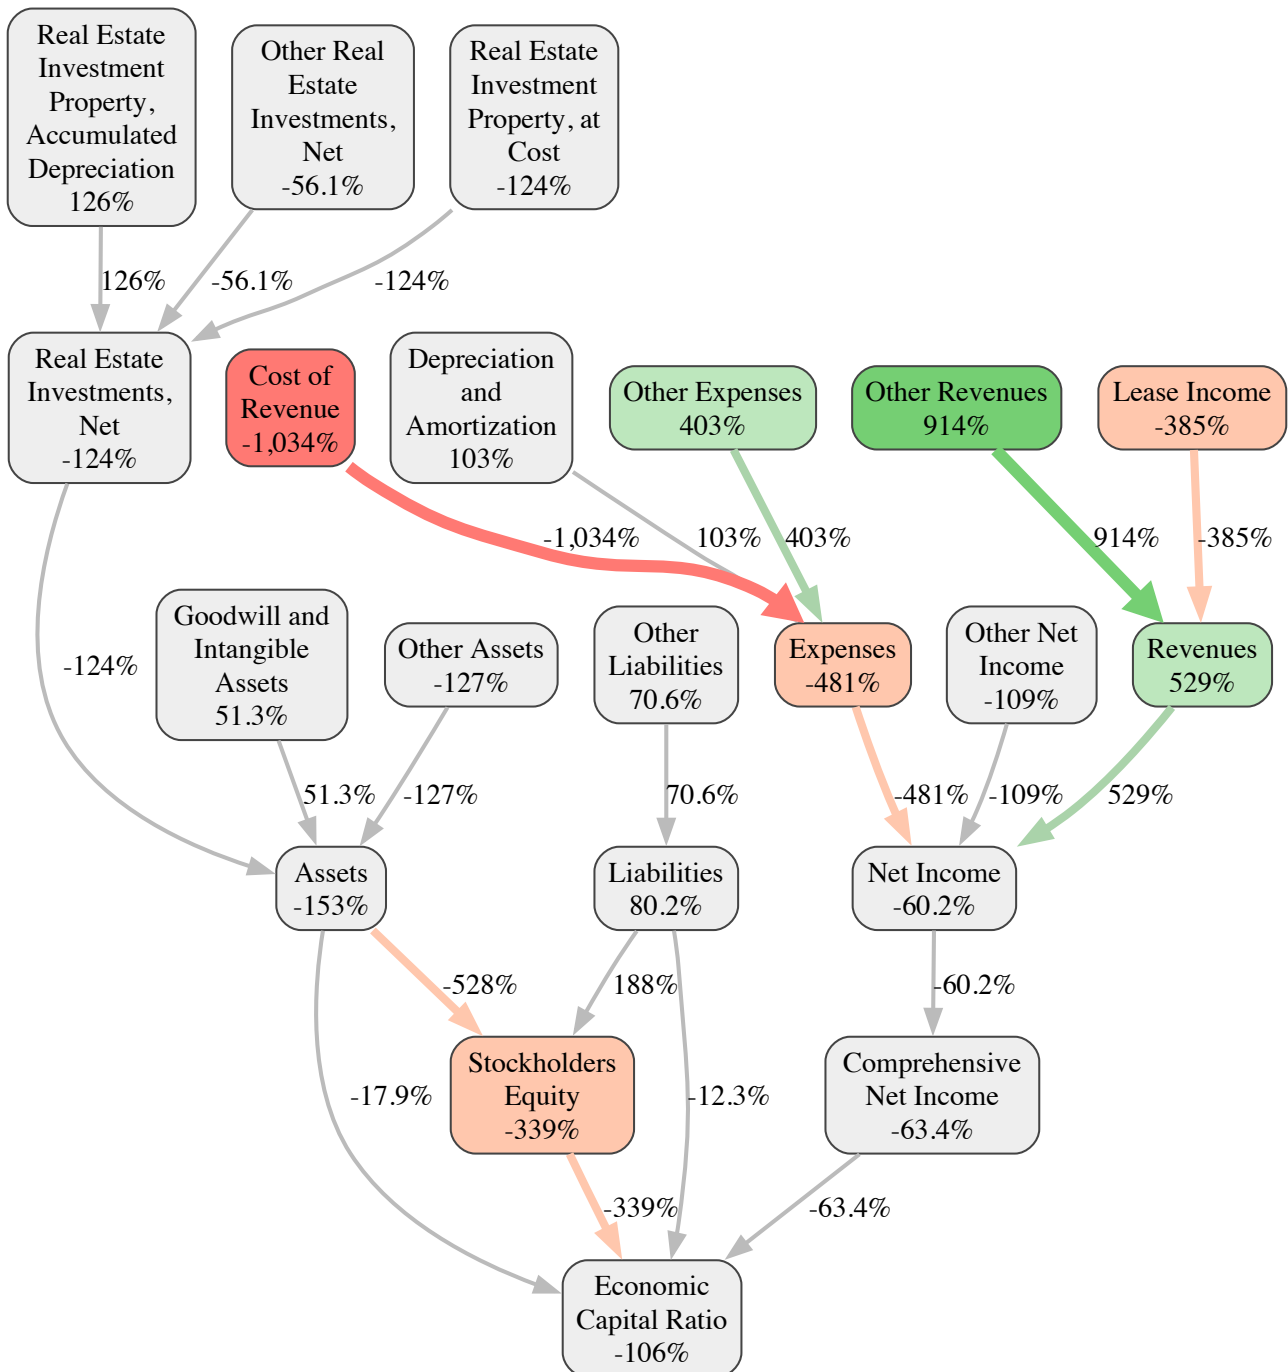 Real Estate
Investment
Property,
Accumulated
Depreciation
126%
Other Real
Estate
Investments,
Net
-56.1%
Real Estate
Investment
Property, at
Cost
-124%
126%
-56.1%
-124%
Real Estate
Investments,
Net
-124%
Cost of
Revenue
-1,034%
Depreciation
and
Amortization
103%
Other Expenses
403%
Other Revenues
914%
Lease Income
-385%
-1,034%
103%
403%
914%
-385%
-124%
Goodwill and
Intangible
Assets
51.3%
Other Assets
-127%
Other
Liabilities
70.6%
Expenses
-481%
Other Net
Income
-109%
Revenues
529%
51.3%
-127%
70.6%
-481%
-109%
529%
Assets
-153%
Liabilities
80.2%
Net Income
-60.2%
-528%
188%
-60.2%
-17.9%
Stockholders
Equity
-339%
-12.3%
Comprehensive
Net Income
-63.4%
-339%
-63.4%
Economic
Capital Ratio
-106%